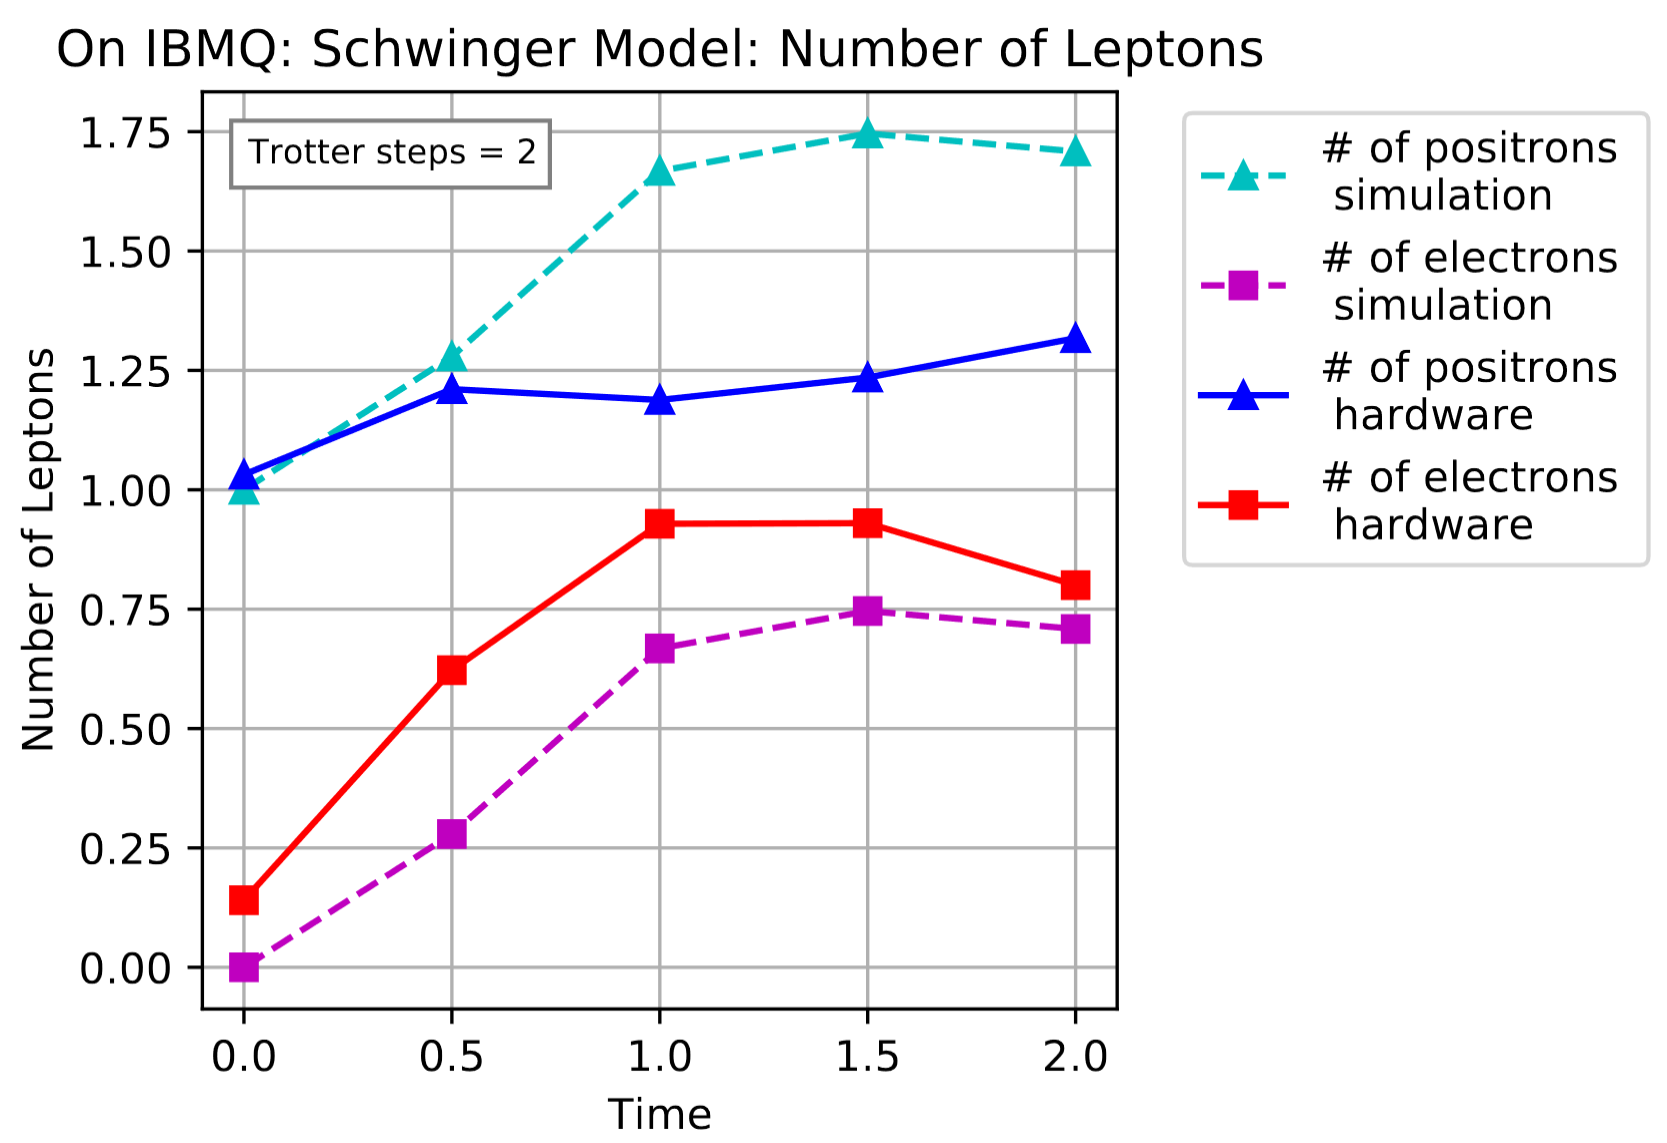 On IBMQ: Schwinger Model: Number of Leptons
Trotter steps = 2
1.75
1.50
1.25
1.00
0.75
0.50
0.25
0.00
Number of Leptons
0.0 0.5 1.0 1.5 2.0
Time
# of positrons
simulation
# of electrons
simulation
# of positrons
hardware
# of electrons
hardware